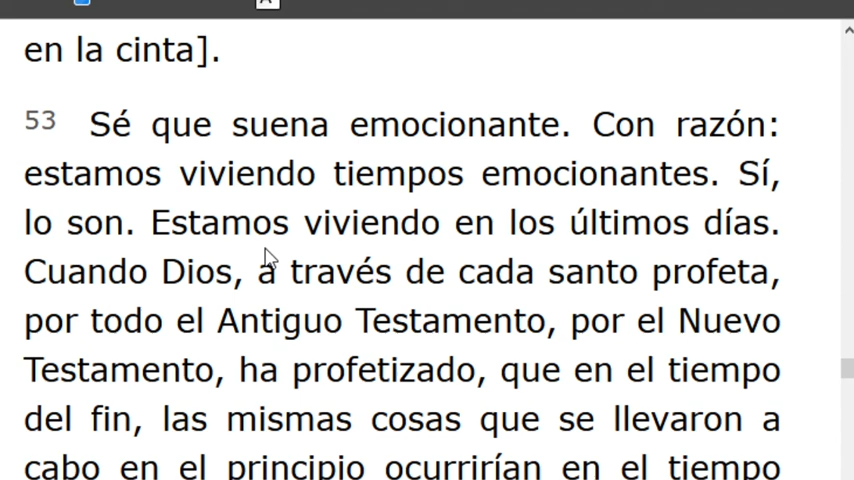 en la cinta].
53 Sé que suena emocionante. Con razón:
estamos viviendo tiempos emocionantes. Sí,
lo son. Estamos viviendo en los últimos días.
Cuando Dios, a través de cada santo profeta,
por todo el Antiguo Testamento, por el Nuevo
Testamento, ha profetizado, que en el tiempo
del fin, las mismas cosas que se llevaron a
cabo en el principio ocurrirían en el tiempo